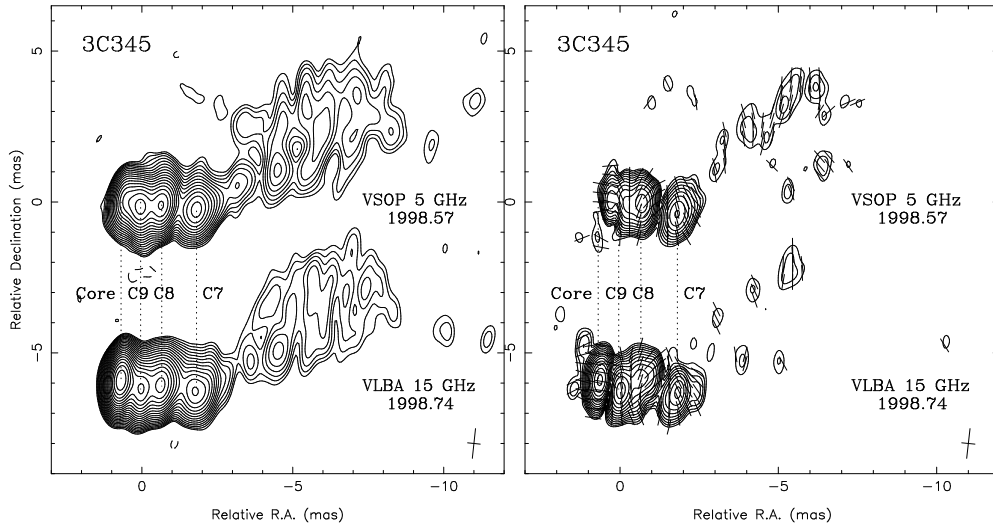 3C345
VSOP 5 GHz
1998.57
Core C9 C8 C7
VLBA 15 GHz
1998.74
5
0
−5
0
−5
−10
Relative Declination (mas)
Relative R.A. (mas)
3C345
VSOP 5 GHz
1998.57
Core C9 C8 C7
VLBA 15 GHz
1998.74
5
0
−5
0
−5
−10
Relative R.A. (mas)